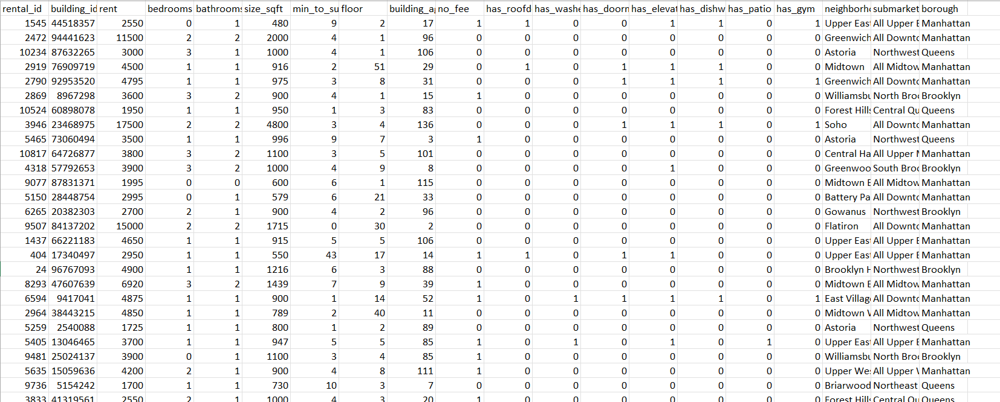 rental_id building_id rent bedrooms bathrooms size_sqft min_to_su floor building_ag no_fee has_roofd has_washe has_doorn has_elevat has_dishw has_patio has_gym neighborho submarket borough
1545 44518357 2550 0 1 480 9 2 17 1 1 0 0 1 1 0 1 Upper East All Upper E Manhattan
2472 94441623 11500 2 2 2000 4 1 96 0 0 0 0 0 0 0 0 Greenwich All Downto Manhattan
10234 87632265 3000 3 1 1000 4 1 106 0 0 0 0 0 0 0 0 Astoria Northwest Queens
2919 76909719 4500 1 1 916 2 51 29 0 1 0 1 1 1 0 0 Midtown All Midtow Manhattan
2790 92953520 4795 1 1 975 3 8 31 0 0 0 1 1 1 0 1 Greenwich All Downto Manhattan
2869 8967298 3600 3 2 900 4 1 15 1 0 0 0 0 0 0 0 Williamsbu North Broo Brooklyn
10524 60898078 1950 1 1 950 1 3 83 0 0 0 0 0 0 0 0 Forest Hills Central Qu Queens
3946 23468975 17500 2 2 4800 3 4 136 0 0 0 1 1 1 0 1 Soho All Downto Manhattan
5465 73060494 3500 1 1 996 9 7 3 1 0 0 0 0 0 0 0 Astoria Northwest Queens
10817 64726877 3800 3 2 1100 3 5 101 0 0 0 0 0 0 0 0 Central Ha All Upper M Manhattan
4318 57792653 3900 3 2 1000 4 9 8 0 0 0 0 1 0 0 0 Greenwoo South Broo Brooklyn
9077 87831371 1995 0 0 600 6 1 115 0 0 0 0 0 0 0 0 Midtown E All Midtow Manhattan
5150 28448754 2995 0 1 579 6 21 33 0 0 0 0 0 0 0 0 Battery Pa All Downto Manhattan
6265 20382303 2700 2 1 900 4 2 96 0 0 0 0 0 0 0 0 Gowanus Northwest Brooklyn
9507 84137202 15000 2 2 1715 0 30 2 0 0 0 0 0 0 0 0 Flatiron All Downto Manhattan
1437 66221183 4650 1 1 915 5 5 106 0 0 0 0 0 0 0 0 Upper East All Upper E Manhattan
404 17340497 2950 1 1 550 43 17 14 1 1 0 1 1 0 0 0 Upper East All Upper E Manhattan
24 96767093 4900 1 1 1216 6 3 88 0 0 0 0 0 0 0 0 Brooklyn H Northwest Brooklyn
8293 47607639 6920 3 2 1439 7 9 39 1 0 0 0 0 0 0 0 Midtown E All Midtow Manhattan
6594 9417041 4875 1 1 900 1 14 52 1 0 1 1 1 1 0 1 East Village All Downto Manhattan
2964 38443215 4850 1 1 789 2 40 11 0 0 0 0 0 0 0 0 Midtown W All Midtow Manhattan
5259 2540088 1725 1 1 800 1 2 89 0 0 0 0 0 0 0 0 Astoria Northwest Queens
5405 13046465 3700 1 1 947 5 5 85 1 0 1 0 1 0 1 0 Upper East All Upper E Manhattan
9481 25024137 3900 0 1 1100 3 4 85 1 0 0 0 0 0 0 0 Williamsbu North Broo Brooklyn
5635 15059636 4200 2 1 900 4 8 111 1 0 0 0 0 0 0 0 Upper Wes All Upper W Manhattan
9736 5154242 1700 1 1 730 10 3 7 0 0 0 0 0 0 0 0 Briarwood Northeast Queens
3833 41319561 2550 2 1 1000 4 3 20 1 0 0 0 0 0 0 0 Forest Hills Central Qu Queens